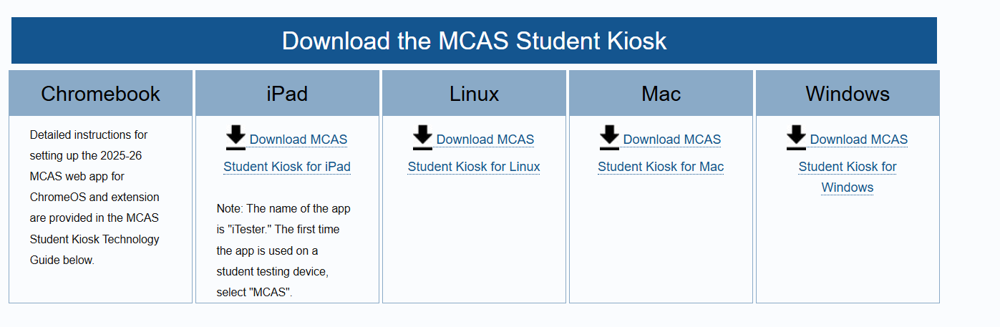 Download the MCAS Student Kiosk
Chromebook
Detailed instructions for
setting up the 2025-26
MCAS web app for
ChromeOS and extension
are provided in the MCAS
Student Kiosk Technology
Guide below.
iPad
Download MCAS
Student Kiosk for iPad
Note: The name of the app
is "iTester." The first time
the app is used on a
student testing device,
select "MCAS".
Linux
Download MCAS
Student Kiosk for Linux
Mac
Download MCAS
Student Kiosk for Mac
Windows
Download MCAS
Student Kiosk for
Windows